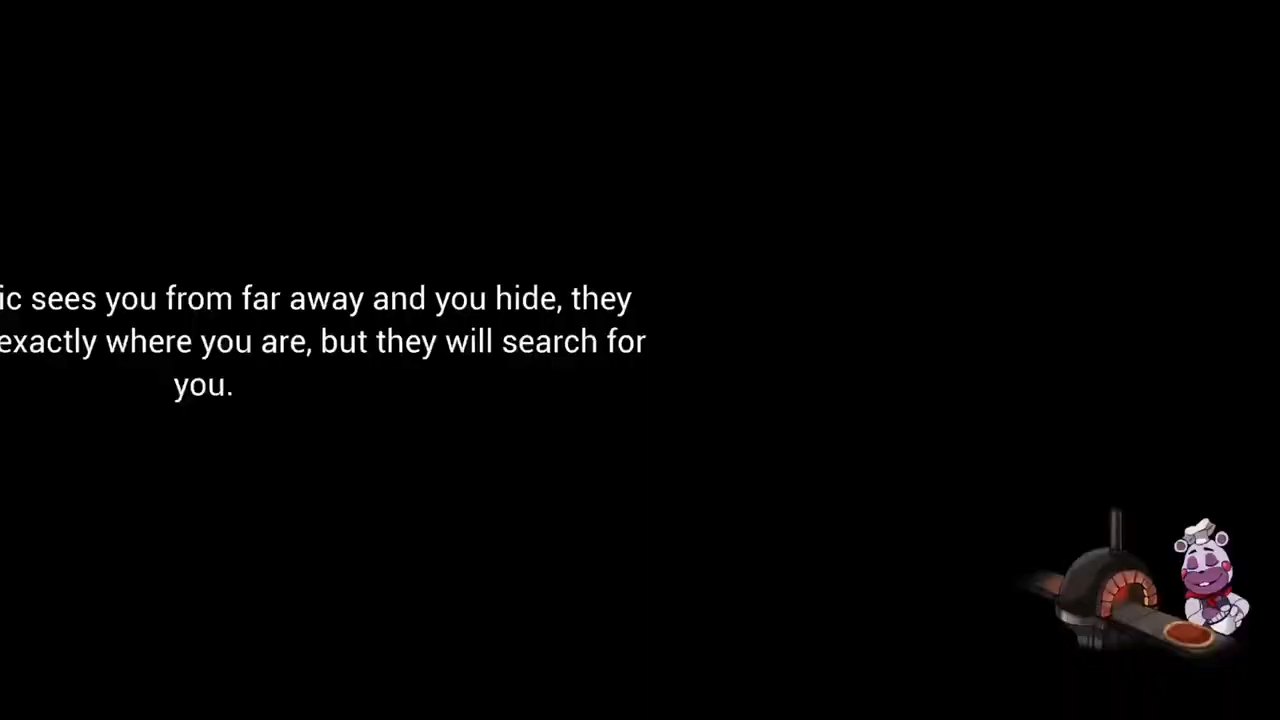 ic sees you from far away and you hide, they
exactly where you are, but they will search for
you.